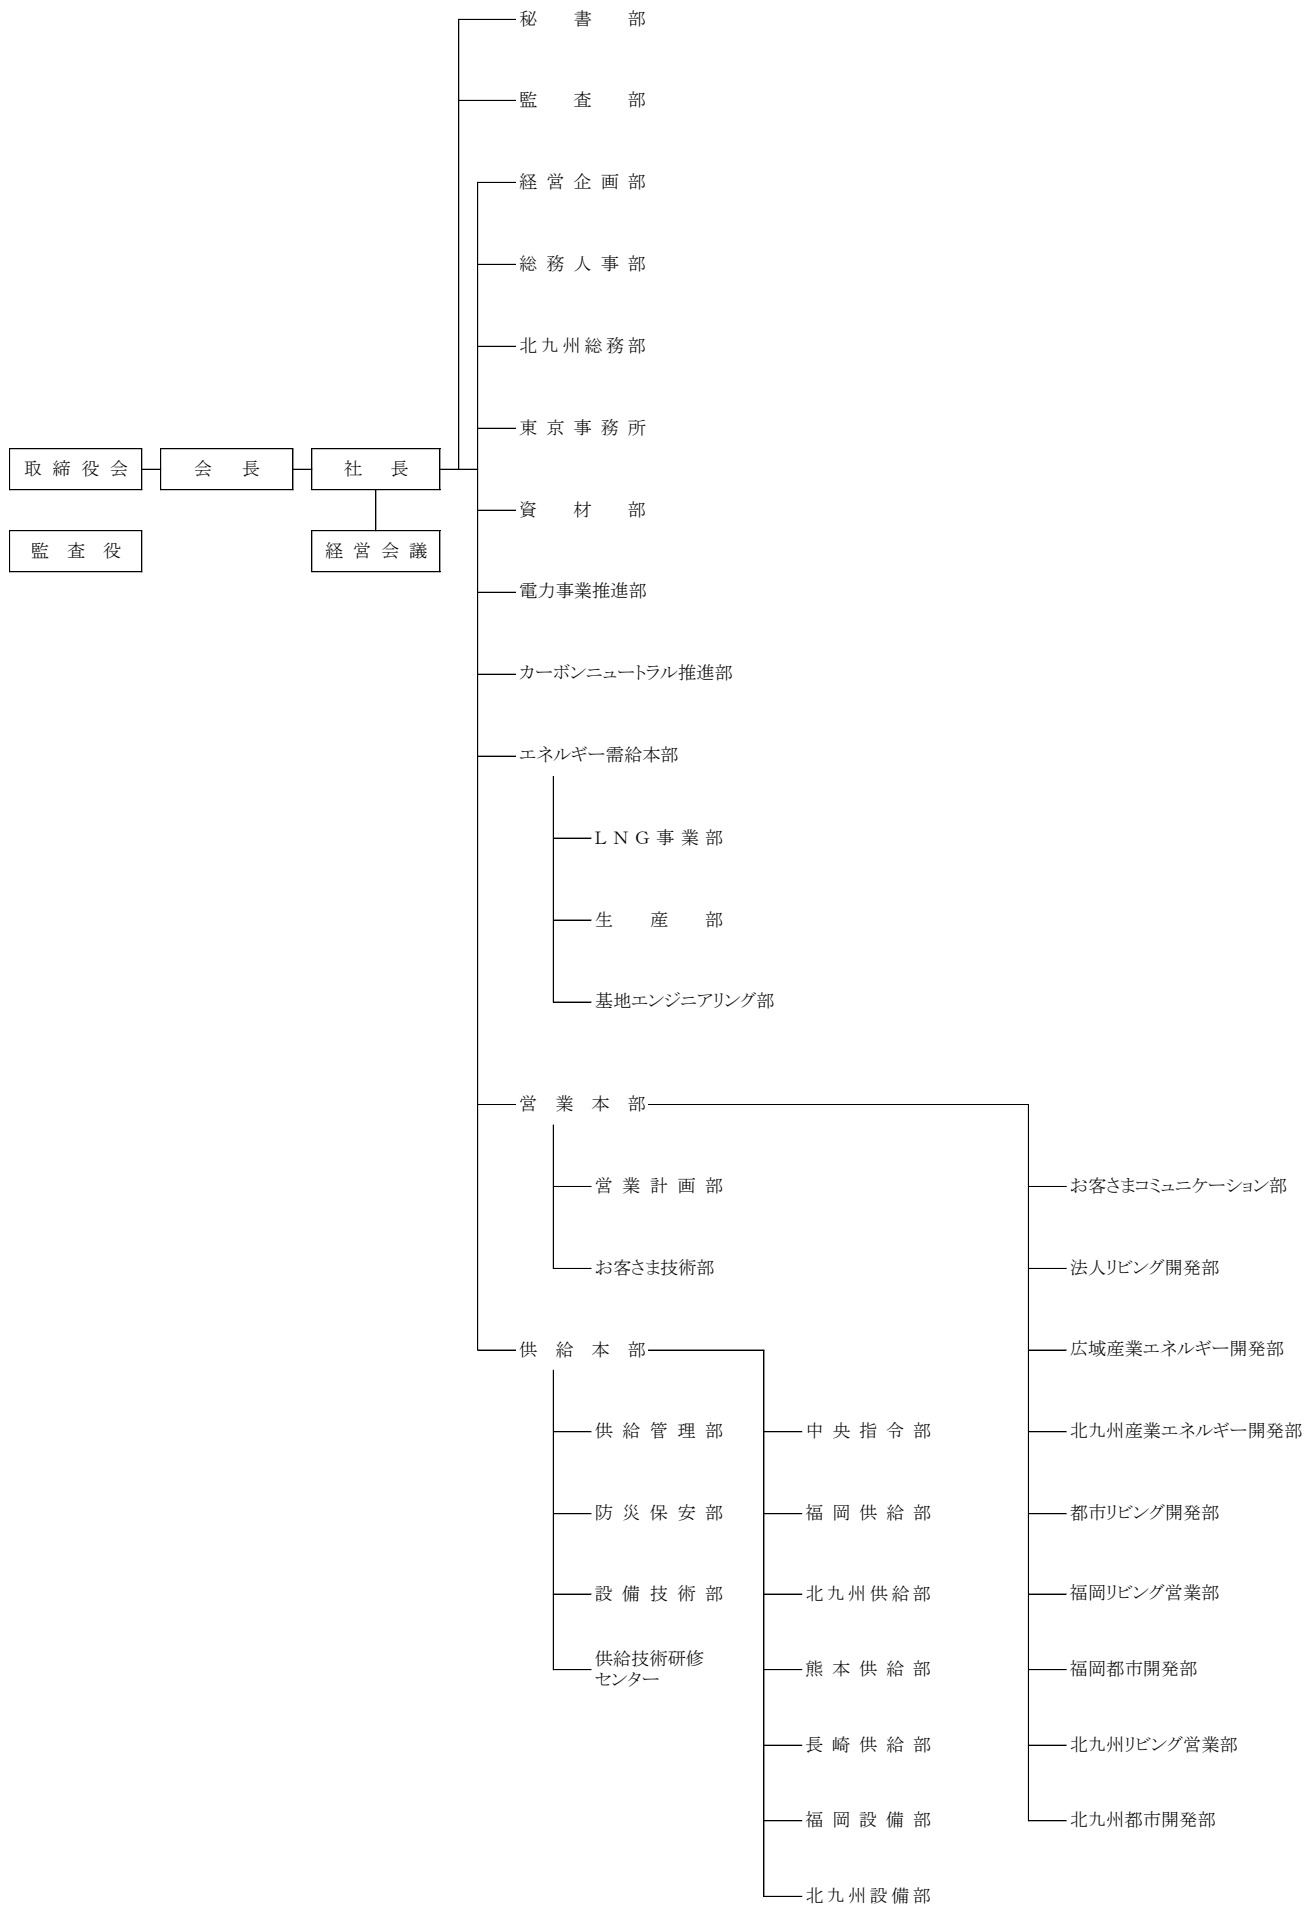 秘書部
監査部
経営企画部
総務人事部
北九州総務部
東京事務所
取締役会
会長
社長
監査役
経営会議
資材部
電力事業推進部
カーボンニュートラル推進部
エネルギー需給本部
LNG事業部
生産部
基地エンジニアリング部
営業本部
営業計画部
お客さま技術部
お客さまコミュニケーション部
法人リビング開発部
広域産業エネルギー開発部
北九州産業エネルギー開発部
都市リビング開発部
福岡リビング営業部
福岡都市開発部
北九州リビング営業部
北九州都市開発部
供給本部
供給管理部
防災保安部
設備技術部
供給技術研修
センター
中央指令部
福岡供給部
北九州供給部
熊本供給部
長崎供給部
福岡設備部
北九州設備部